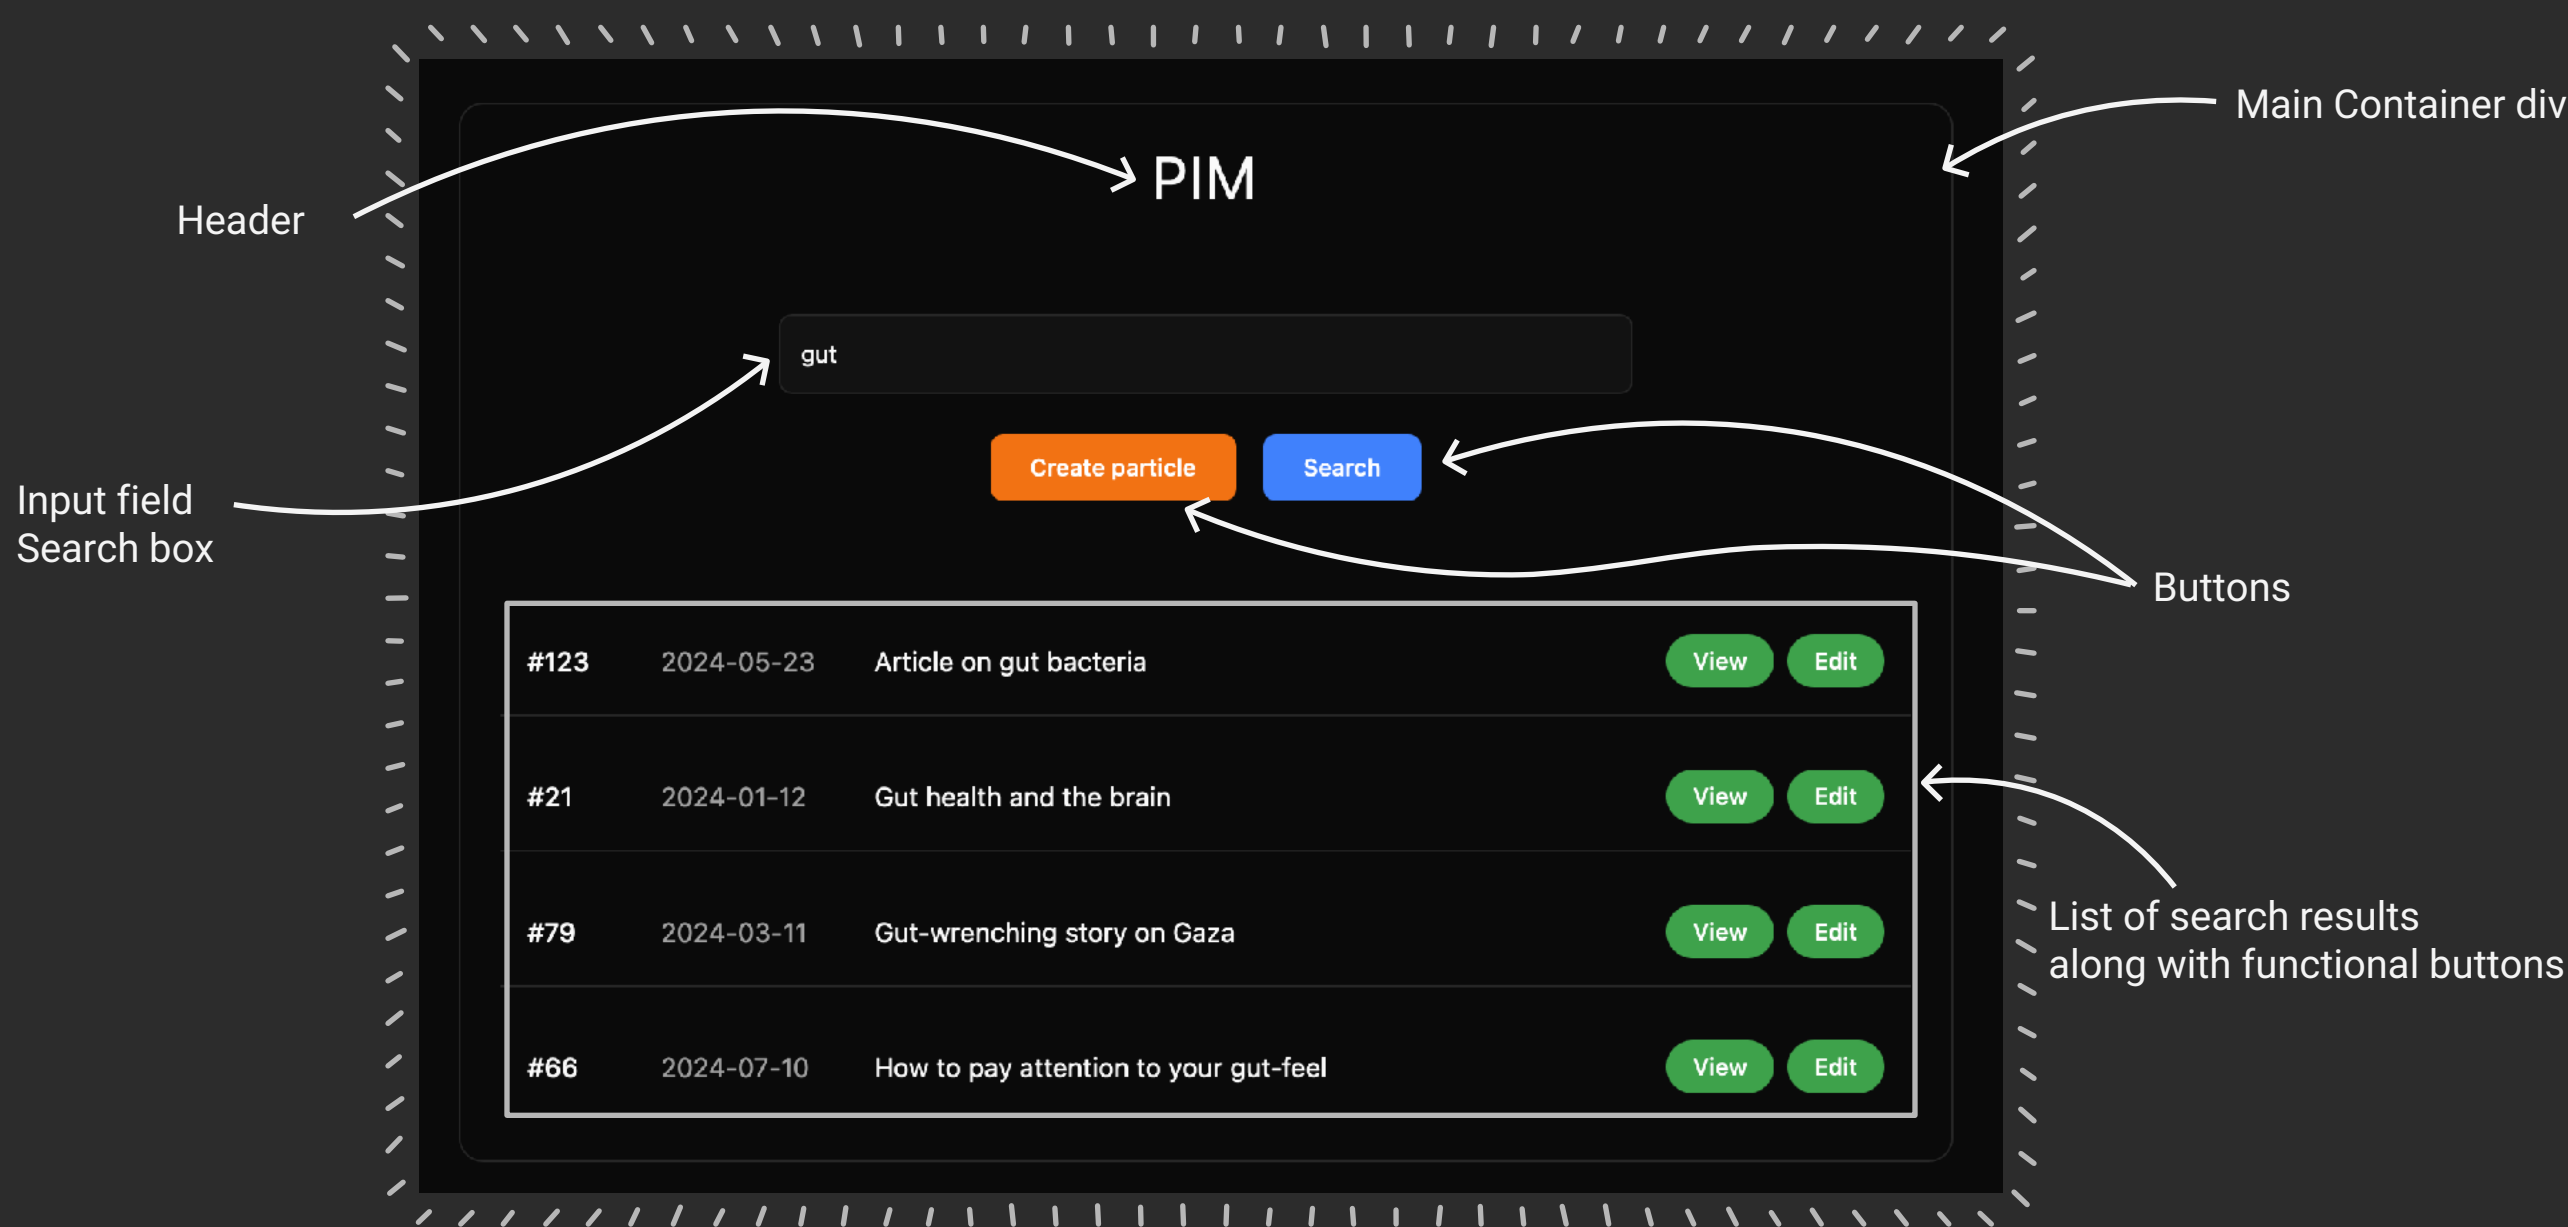 Main Container div
PIM
Header
gut
Create particle
Search
Input field
Search box
Buttons
#123 2024-05-23 Article on gut bacteria View Edit
#21 2024-01-12 Gut health and the brain View Edit
#79 2024-03-11 Gut-wrenching story on Gaza View Edit
List of search results
along with functional buttons
#66 2024-07-10 How to pay attention to your gut-feel View Edit